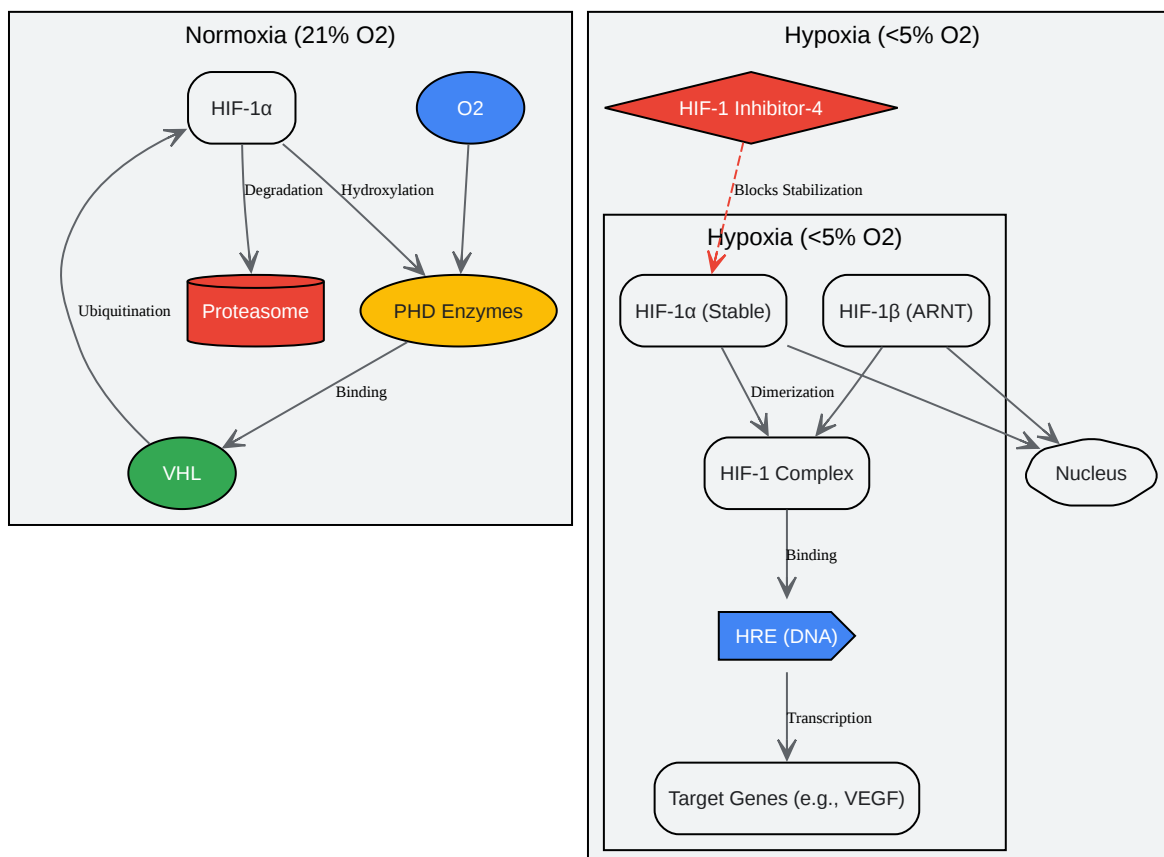 Normoxia (21% O2)
HIF-1α
O2
Degradation
Hydroxylation
Proteasome
PHD Enzymes
Ubiquitination
Binding
VHL
Hypoxia (<5% O2)
HIF-1 Inhibitor-4
Blocks Stabilization
Hypoxia (<5% O2)
HIF-1α (Stable)
HIF-1β (ARNT)
Dimerization
HIF-1 Complex
Nucleus
Binding
HRE (DNA)
Transcription
Target Genes (e.g., VEGF)